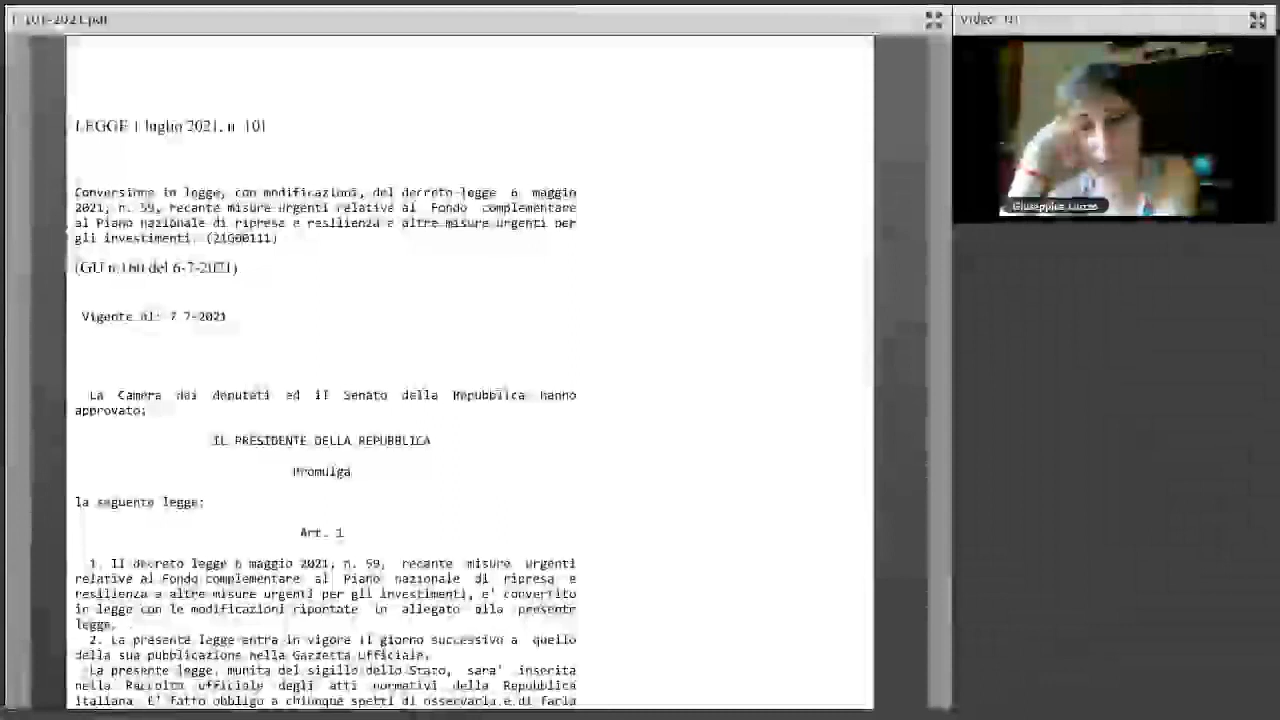 l 101-2021.pdf
Video
LEGGE 1 luglio 2021, n. 101
Conversione in legge, con modificazioni, del decreto-legge 6 maggio
2021, n. 59, recante misure urgenti relative al Fondo complementare
al Piano nazionale di ripresa e resilienza e altre misure urgenti per
gli investimenti. (21G00111)
(GU n.160 del 6-7-2021)
Vigente al: 7-7-2021
La Camera dei deputati ed il Senato della Repubblica hanno
approvato;
IL PRESIDENTE DELLA REPUBBLICA
Promulga
la seguente legge:
Art. 1
1. Il decreto-legge 6 maggio 2021, n. 59, recante misure urgenti
relative al Fondo complementare al Piano nazionale di ripresa e
resilienza e altre misure urgenti per gli investimenti, e' convertito
in legge con le modificazioni riportate in allegato alla presente
legge.
2. La presente legge entra in vigore il giorno successivo a quello
della sua pubblicazione nella Gazzetta Ufficiale.
La presente legge, munita del sigillo dello Stato, sara' inserita
nella Raccolta ufficiale degli atti normativi della Repubblica
italiana. E' fatto obbligo a chiunque spetti di osservarla e di farla
Giuseppina